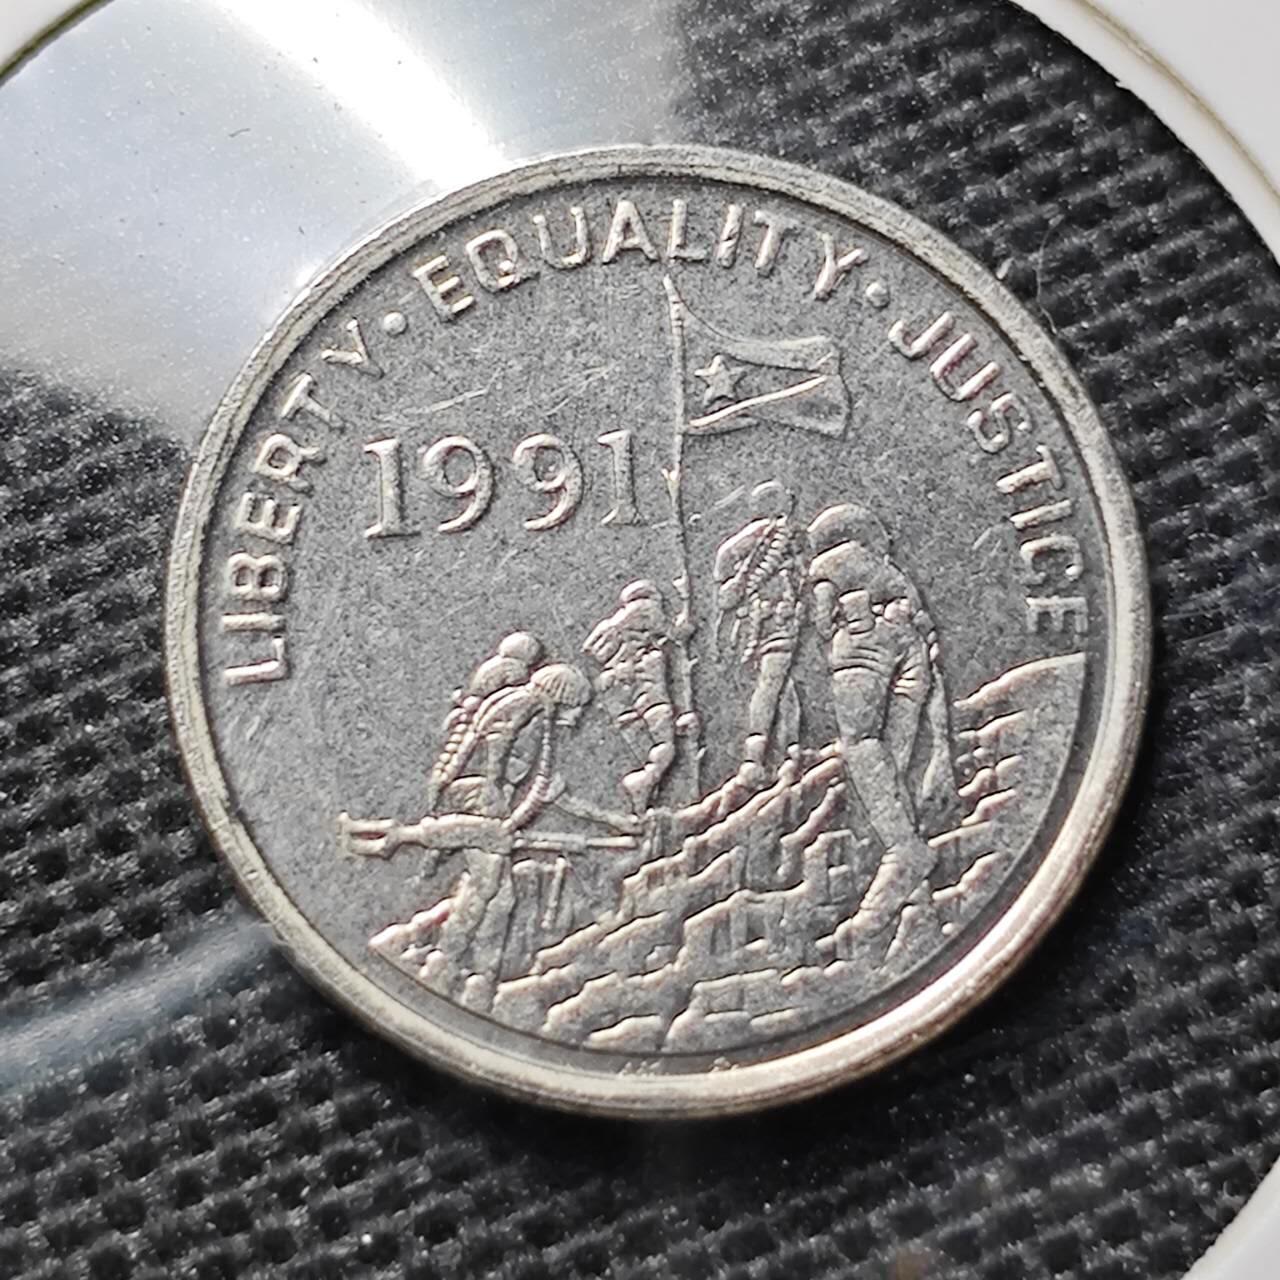 LIBERTY · EQUALITY · JUSTICE
1991